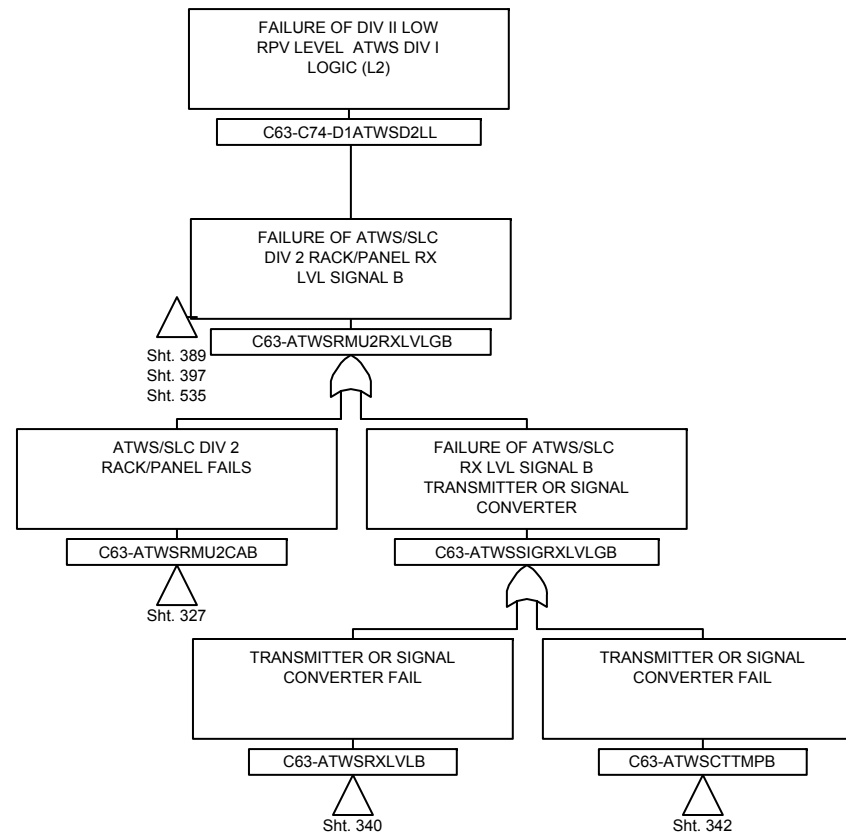 FAILURE OF DIV II LOW
RPV LEVEL ATWS DIV I
LOGIC (L2)
C63-C74-D1ATWSD2LL
FAILURE OF ATWS/SLC
DIV 2 RACK/PANEL RX
LVL SIGNAL B
C63-ATWSRMU2RXLVLGB
Sht. 389
Sht. 397
Sht. 535
ATWS/SLC DIV 2
RACK/PANEL FAILS
C63-ATWSRMU2CAB
Sht. 327
FAILURE OF ATWS/SLC
RX LVL SIGNAL B
TRANSMITTER OR SIGNAL
CONVERTER
C63-ATWSSIGRXLVLGB
TRANSMITTER OR SIGNAL
CONVERTER FAIL
C63-ATWSRXLVLB
Sht. 340
TRANSMITTER OR SIGNAL
CONVERTER FAIL
C63-ATWSCTTMPB
Sht. 342